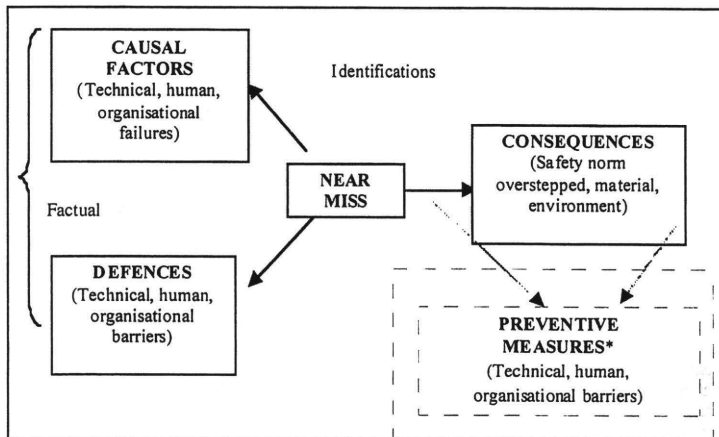 CAUSAL
FACTORS
(Technical, human,
organisational
failures)
Identifications
CONSEQUENCES
(Safety norm
overstepped, material,
environment)
NEAR
MISS
Factual
DEFENCES
(Technical, human,
organisational
barriers)
PREVENTIVE
MEASURES*
(Technical, human,
organisational barriers)